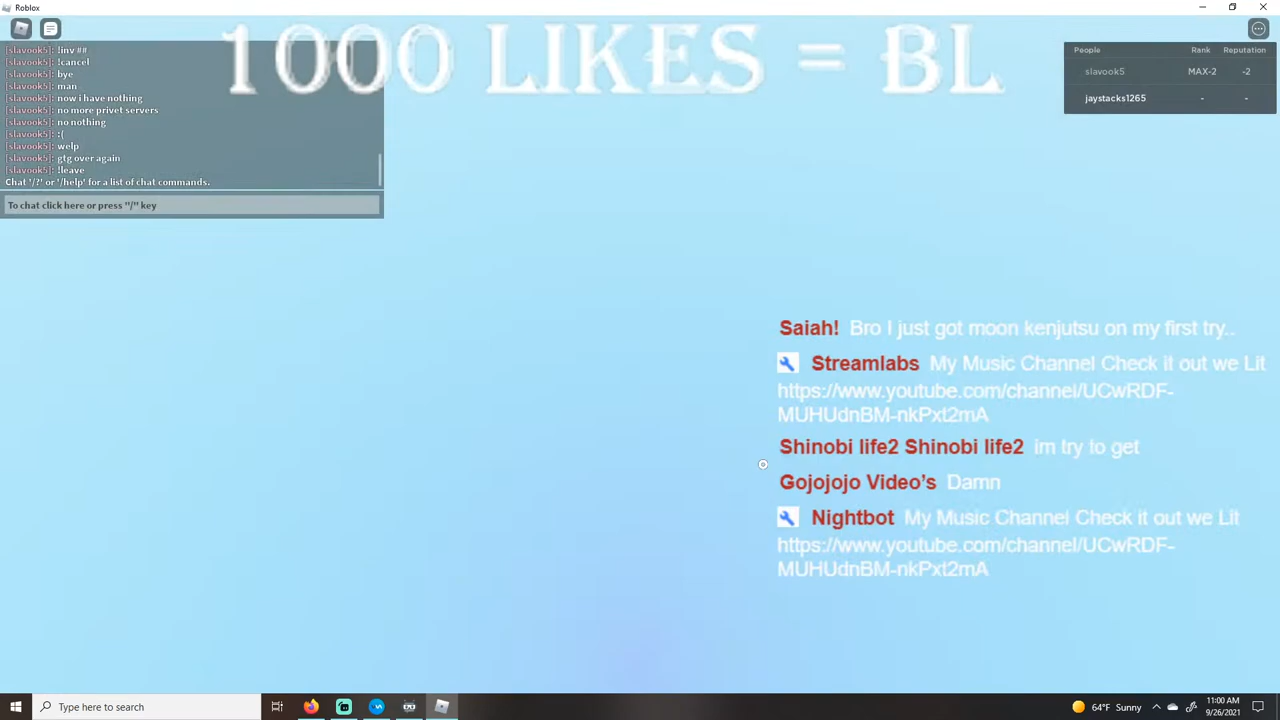 Roblox
1000 LIKES = BL
[slavook5]: !inv ##
[slavook5]: !cancel
[slavook5]: bye
[slavook5]: man
[slavook5]: now i have nothing
[slavook5]: no more privet servers
[slavook5]: no nothing
[slavook5]: :(
[slavook5]: welp
[slavook5]: gtg over again
[slavook5]: !leave
Chat '/?' or '/help' for a list of chat commands.
To chat click here or press "/" key
People Rank Reputation
slavook5 MAX-2 -2
jaystacks1265 - -
Saiah! Bro I just got moon kenjutsu on my first try..
Streamlabs My Music Channel Check it out we Lit
https://www.youtube.com/channel/UCwRDF-
MUHUdnBM-nkPxt2mA
Shinobi life2 Shinobi life2 im try to get
Gojojojo Video's Damn
Nightbot My Music Channel Check it out we Lit
https://www.youtube.com/channel/UCwRDF-
MUHUdnBM-nkPxt2mA
Type here to search
64°F Sunny
11:00 AM
9/26/2021